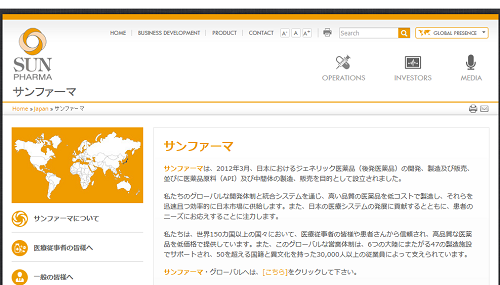 HOME | BUSINESS DEVELOPMENT | PRODUCT | CONTACT A- A A+ Search GLOBAL PRESENCE
SUN
PHARMA
OPERATIONS INVESTORS MEDIA
サンファーマ
Home » Japan » サンファーマ
サンファーマ
サンファーマは、2012年3月、日本におけるジェネリック医薬品（後発医薬品）の開発、製造及び販売、
並びに医薬品原料（API）及び中間体の製造、販売を目的として設立されました。
私たちのグローバルな開発体制と統合システムを通じ、高い品質の医薬品を低コストで製造し、それらを
迅速且つ効率的に日本市場に供給します。また、日本の医療システムの発展に貢献するとともに、患者の
ニーズにお応えすることに注力します。
私たちは、世界150カ国以上の国々において、医療従事者の皆様や患者さんから信頼され、高品質な医薬
品を低価格で提供しています。また、このグローバルな営業体制は、6つの大陸にまたがる47の製造施設
でサポートされ、50を超える国籍と異文化を持った30,000人以上の従業員によって支えられています。
サンファーマ・グローバルへは、[こちら]をクリックして下さい。
サンファーマについて
医療従事者の皆様へ
一般の皆様へ